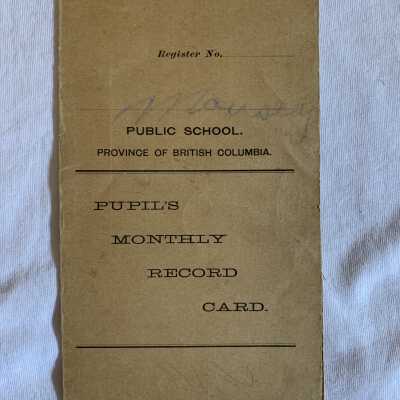 Register No.
PUBLIC SCHOOL.
PROVINCE OF BRITISH COLUMBIA.
PUPIL'S
MONTHLY
RECORD
CARD.